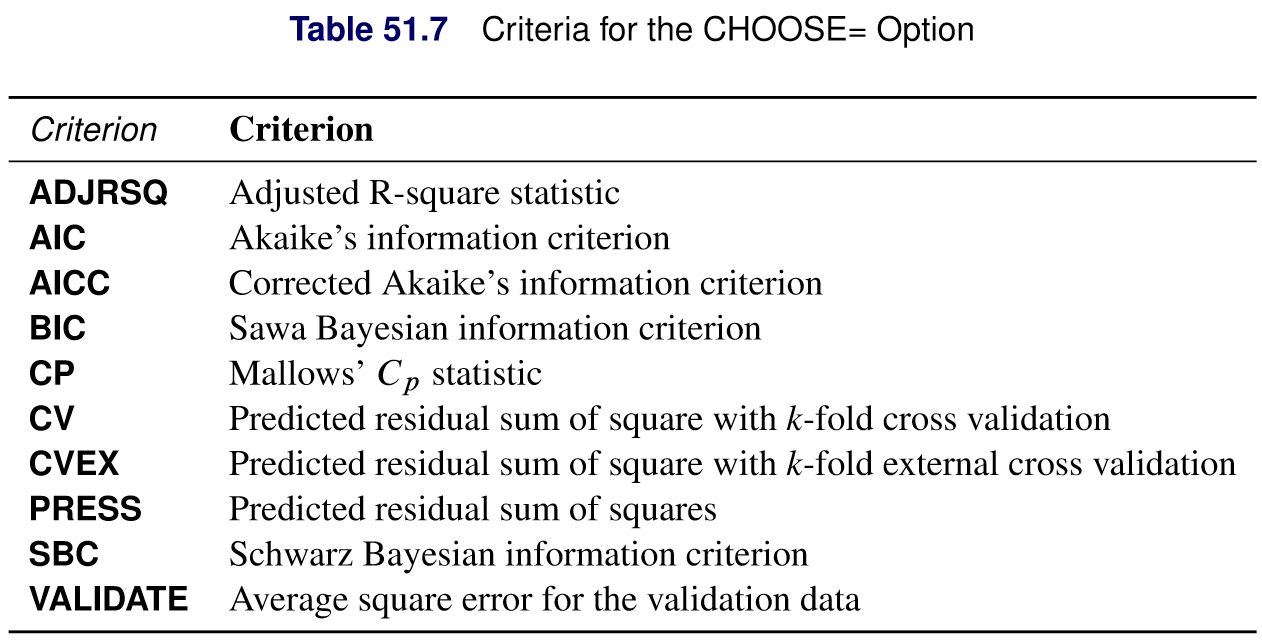 Table 51.7 Criteria for the CHOOSE= Option
Criterion Criterion
ADJRSQ Adjusted R-square statistic
AIC Akaike’s information criterion
AICC Corrected Akaike’s information criterion
BIC Sawa Bayesian information criterion
CP Mallows’ Cp statistic
CV Predicted residual sum of square with k-fold cross validation
CVEX Predicted residual sum of square with k-fold external cross validation
PRESS Predicted residual sum of squares
SBC Schwarz Bayesian information criterion
VALIDATE Average square error for the validation data